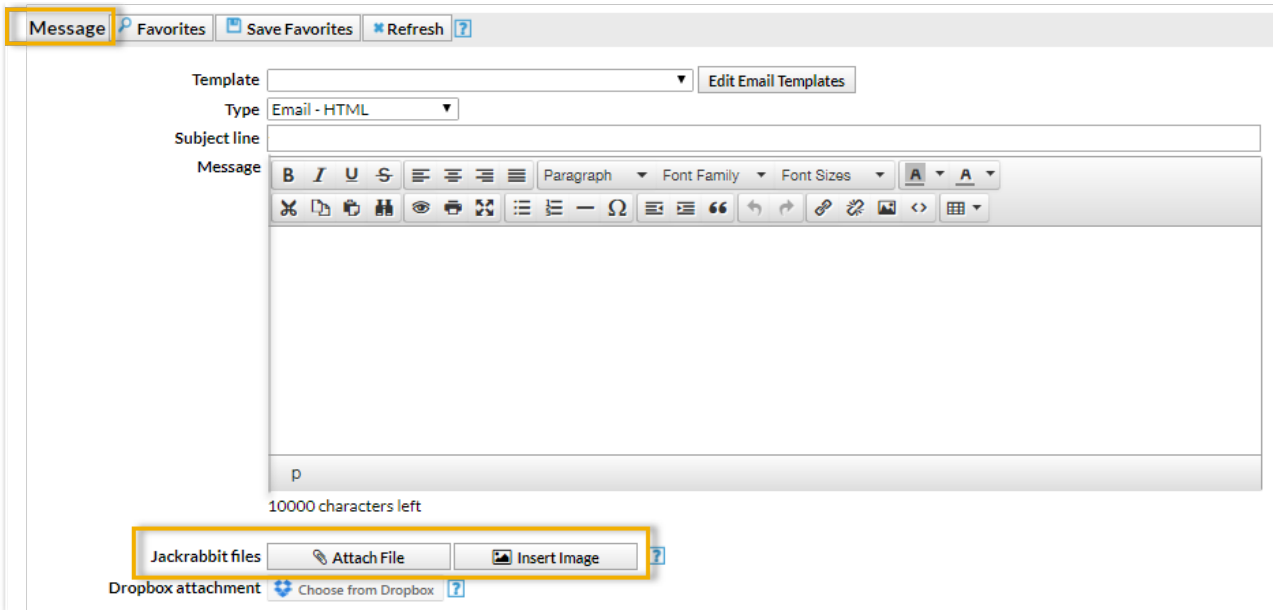 Message Favorites Save Favorites Refresh ?
Template Edit Email Templates
Type Email - HTML
Subject line
Message B I U S Paragraph Font Family Font Sizes A A
Ω
p
10000 characters left
Jackrabbit files Attach File Insert Image ?
Dropbox attachment Choose from Dropbox ?